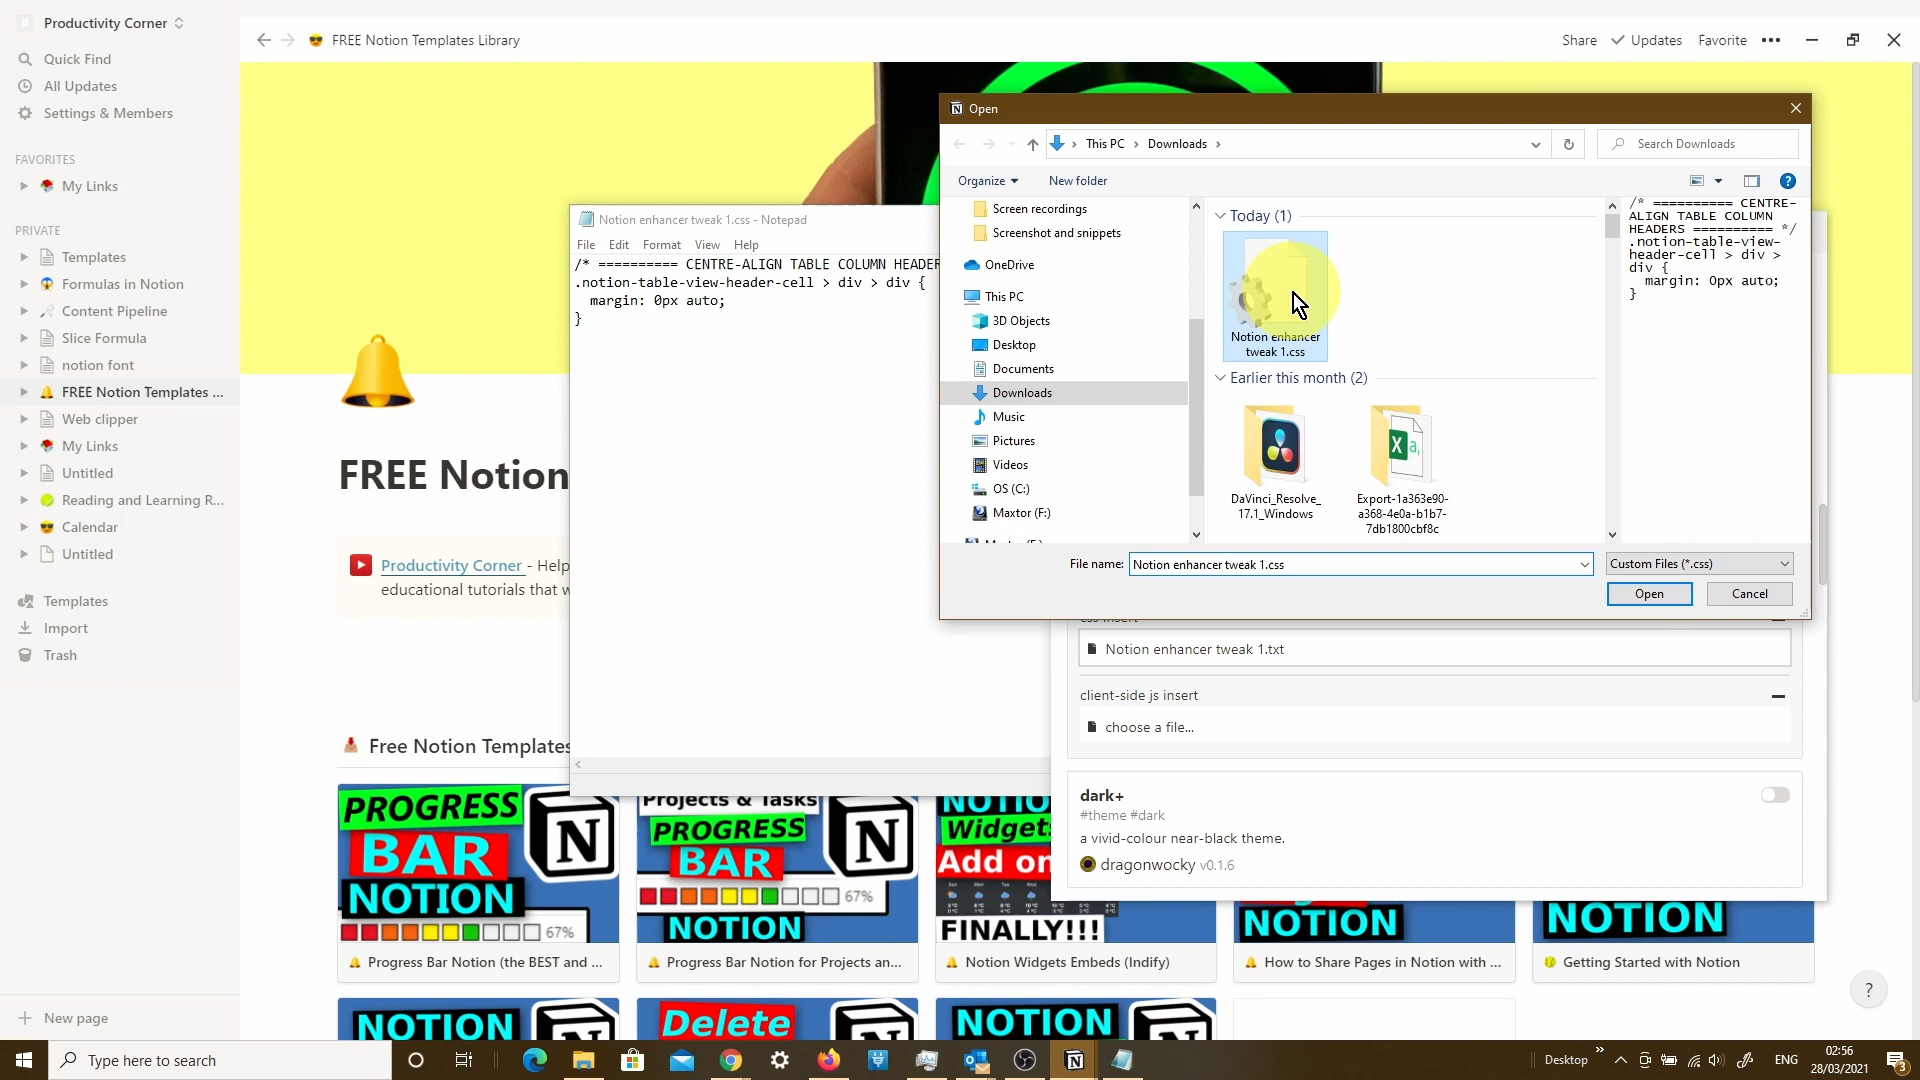 Productivity Corner
Quick Find
All Updates
Settings & Members
FAVORITES
My Links
PRIVATE
Templates
Formulas in Notion
Content Pipeline
Slice Formula
notion font
FREE Notion Templates ...
Web clipper
My Links
Untitled
Reading and Learning R...
Calendar
Untitled
Templates
Import
Trash
New page
FREE Notion Templates Library
Share
Updates
Favorite
FREE Notion
Productivity Corner - Help
educational tutorials that w
Free Notion Templates
Notion enhancer tweak 1.css - Notepad
File Edit Format View Help
/* ========== CENTRE-ALIGN TABLE COLUMN HEADER
.notion-table-view-header-cell > div > div {
margin: 0px auto;
}
Open
This PC
Downloads
Search Downloads
Organize
New folder
Screen recordings
Screenshot and snippets
OneDrive
This PC
3D Objects
Desktop
Documents
Downloads
Music
Pictures
Videos
OS (C:)
Maxtor (F:)
Today (1)
Notion enhancer
tweak 1.css
Earlier this month (2)
DaVinci_Resolve_
17.1_Windows
Export-1a363e90-
a368-4e0a-b1b7-
7db1800cbf8c
/* ========== CENTRE-
ALIGN TABLE COLUMN
HEADERS ========== */
.notion-table-view-
header-cell > div >
div {
margin: 0px auto;
}
File name:
Notion enhancer tweak 1.css
Custom Files (*.css)
Open
Cancel
css insert
Notion enhancer tweak 1.txt
client-side js insert
choose a file...
dark+
#theme #dark
a vivid-colour near-black theme.
dragonwocky v0.1.6
PROGRESS
BAR
NOTION
67%
Progress Bar Notion (the BEST and ...
Projects & Tasks
PROGRESS
BAR
67%
NOTION
Progress Bar Notion for Projects an...
NOTIO
Widgets
Add on
FINALLY!!!
Notion Widgets Embeds (Indify)
NOTION
How to Share Pages in Notion with ...
NOTION
Getting Started with Notion
NOTION
Delete
NOTION
?
Type here to search
Desktop
ENG
02:56
28/03/2021
3